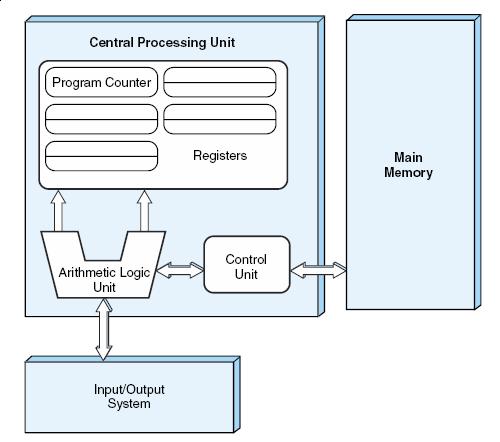 Central Processing Unit
Program Counter
Registers
Main
Memory
Arithmetic Logic
Unit
Control
Unit
Input/Output
System